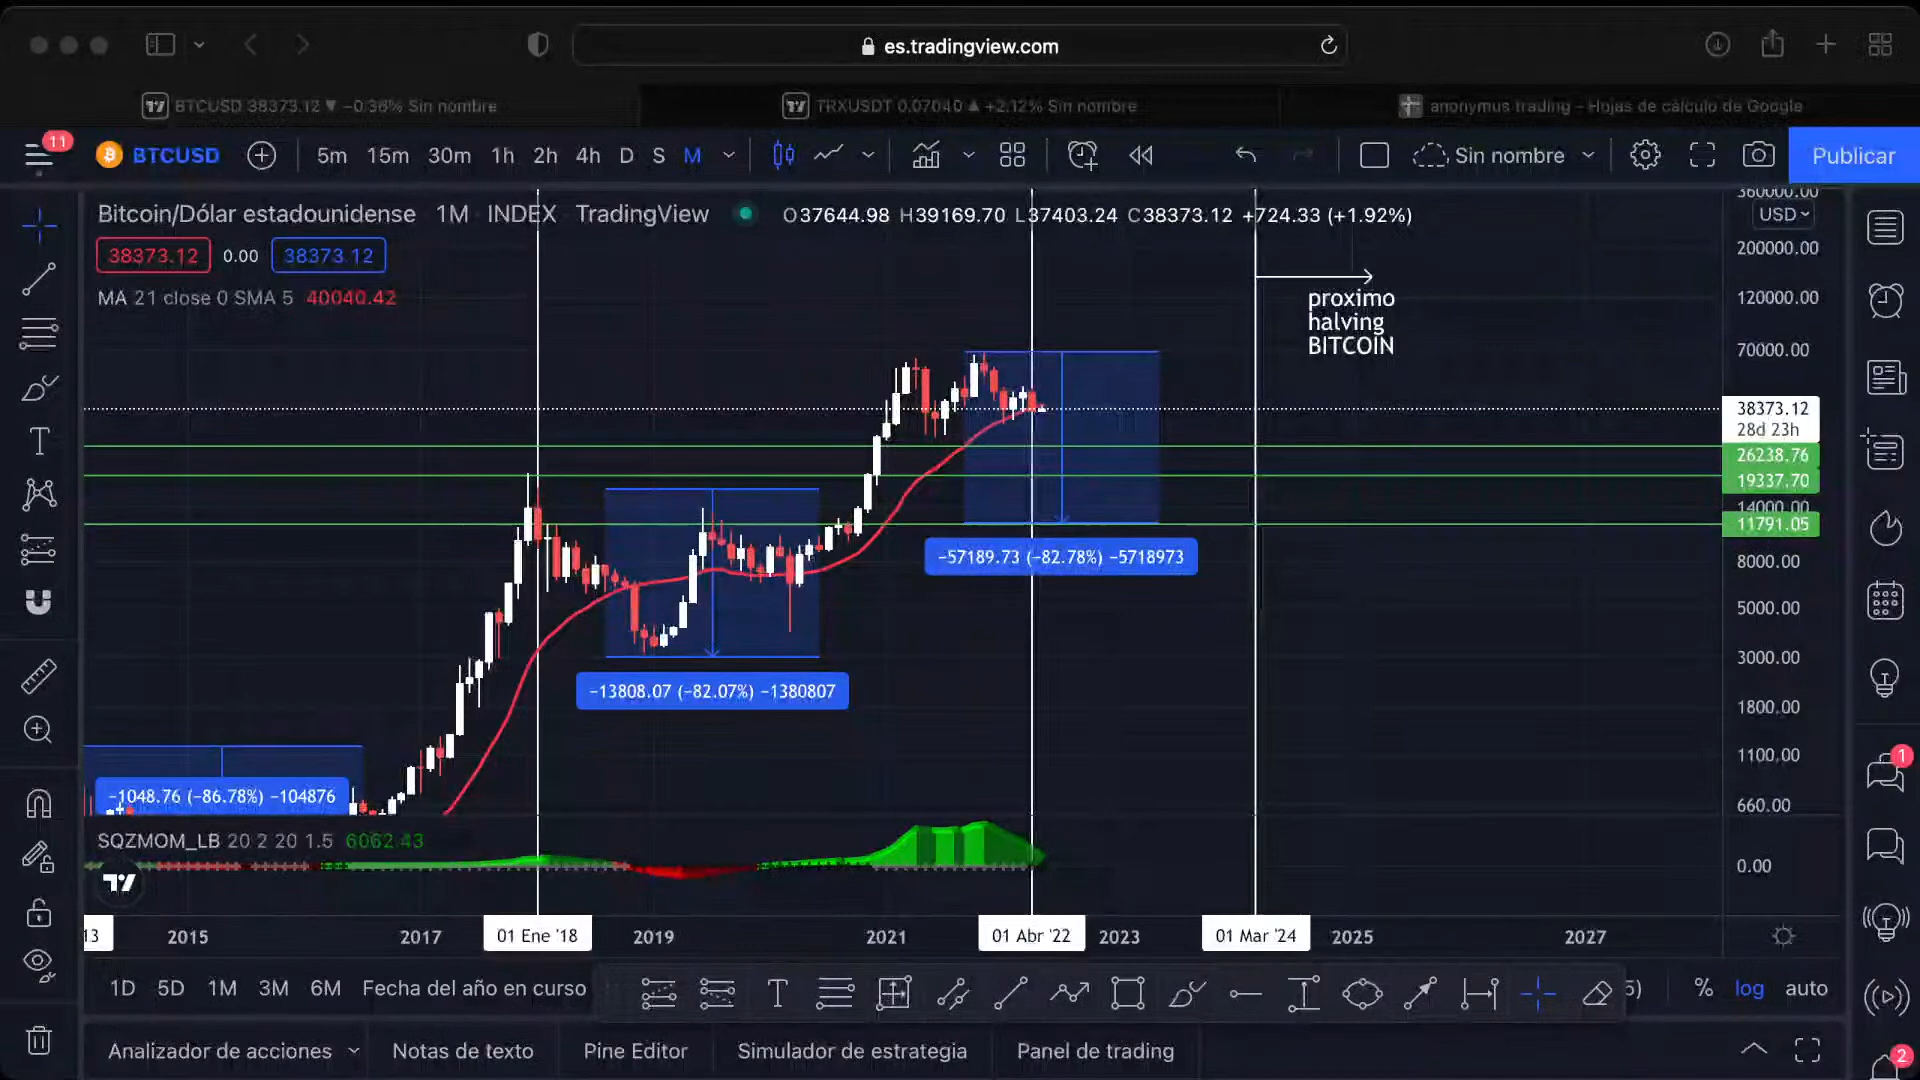 es.tradingview.com
BTCUSD 38373.12 ▼ −0.36% Sin nombre
TRXUSDT 0.07040 ▲ +2.12% Sin nombre
anonymus trading – Hojas de cálculo de Google
11
BTCUSD 5m 15m 30m 1h 2h 4h D S M Sin nombre Publicar
Bitcoin/Dólar estadounidense 1M INDEX TradingView O37644.98 H39169.70 L37403.24 C38373.12 +724.33 (+1.92%)
38373.12 0.00 38373.12
MA 21 close 0 SMA 5 40040.42
proximo
halving
BITCOIN
360000.00
USD
200000.00
120000.00
70000.00
38373.12
28d 23h
26238.76
19337.70
14000.00
11791.05
8000.00
5000.00
3000.00
1800.00
1100.00
660.00
0.00
−57189.73 (−82.78%) −5718973
−13808.07 (−82.07%) −1380807
−1048.76 (−86.78%) −104876
SQZMOM_LB 20 2 20 1.5 6062.43
13 2015 2017 01 Ene '18 2019 2021 01 Abr '22 2023 01 Mar '24 2025 2027
1D 5D 1M 3M 6M Fecha del año en curso 5) % log auto
Analizador de acciones Notas de texto Pine Editor Simulador de estrategia Panel de trading
1
2